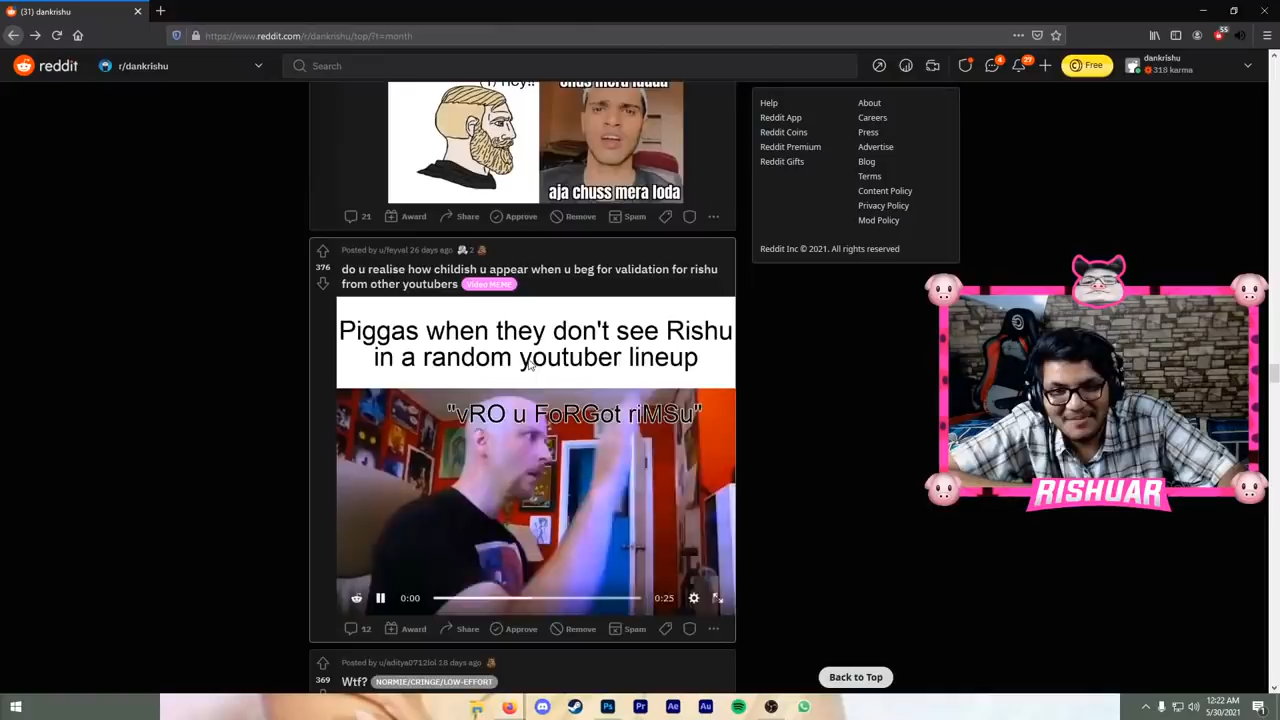 (31) dankrishu
https://www.reddit.com/r/dankrishu/top/?t=month
55
reddit
r/dankrishu
Search
4
27
Free
dankrishu
318 karma
aja chuss mera loda
21 Award Share Approve Remove Spam
Help About
Reddit App Careers
Reddit Coins Press
Reddit Premium Advertise
Reddit Gifts Blog
Terms
Content Policy
Privacy Policy
Mod Policy
Reddit Inc © 2021. All rights reserved
Posted by u/feyval 26 days ago 2
376
do u realise how childish u appear when u beg for validation for rishu
from other youtubers Video MEME
Piggas when they don't see Rishu
in a random youtuber lineup
"vRO u FoRGot riMSu"
0:00 0:25
12 Award Share Approve Remove Spam
RISHUAR
Posted by u/aditya0712lol 18 days ago
369
Wtf? NORMIE/CRINGE/LOW-EFFORT
Back to Top
12:22 AM
5/30/2021